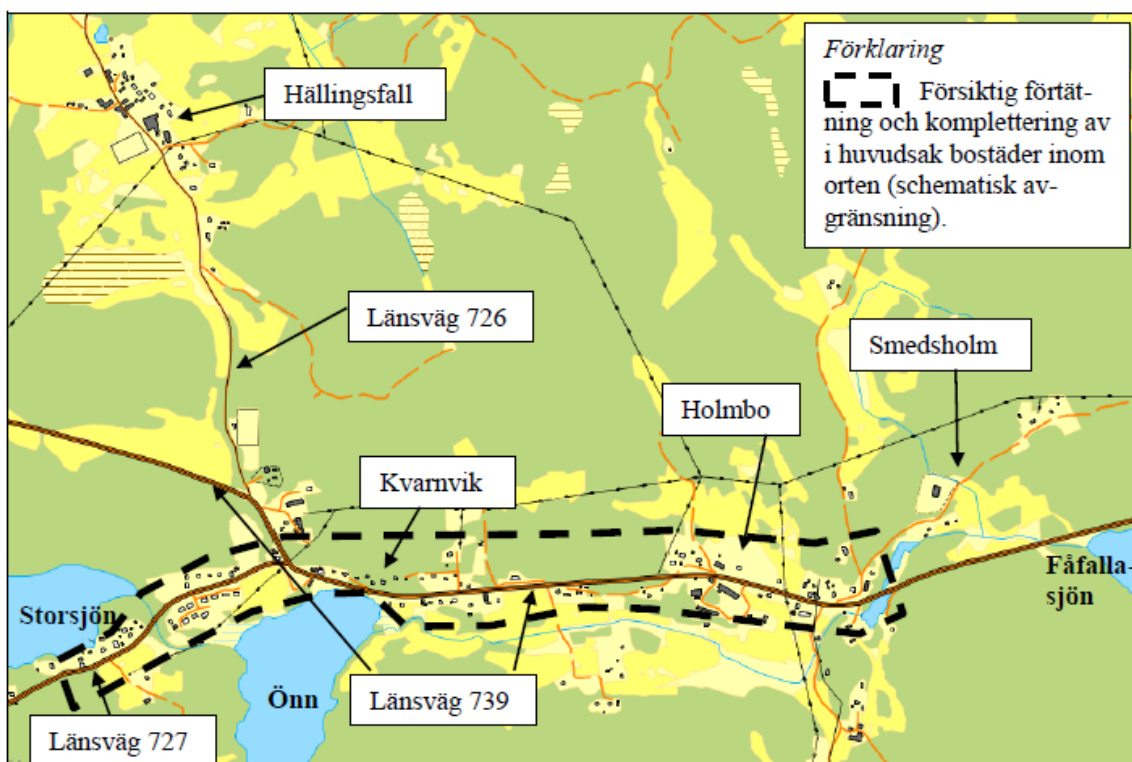 Förklaring
Försiktig förtät-
ning och komplettering av
i huvudsak bostäder inom
orten (schematisk av-
gränsning).
Hällingsfall
Länsväg 726
Smedsholm
Holmbo
Kvarnvik
Fåfalla-
sjön
Storsjön
Önn
Länsväg 739
Länsväg 727